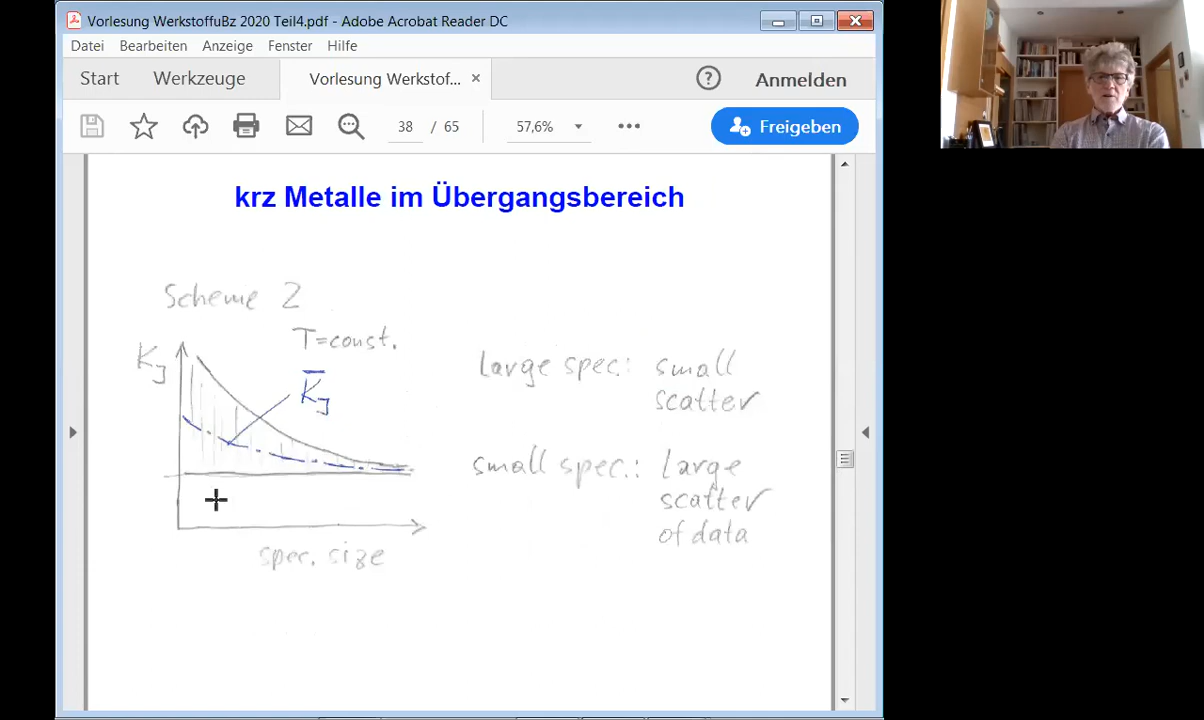 Vorlesung WerkstoffuBz 2020 Teil4.pdf - Adobe Acrobat Reader DC
Datei Bearbeiten Anzeige Fenster Hilfe
Start Werkzeuge Vorlesung Werkstof... × ? Anmelden
38 / 65 57,6% Freigeben
krz Metalle im Übergangsbereich
Scheme 2
T=const.
KJ
KJ
large spec.: small
scatter
small spec.: large
scatter
of data
spec. size